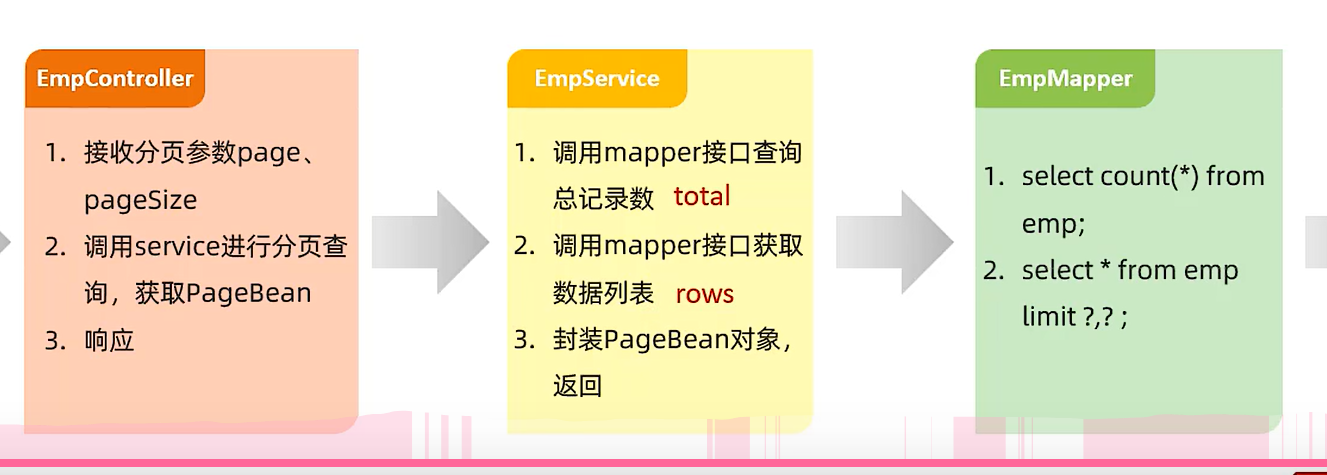 EmpController
1. 接收分页参数page、
pageSize
2. 调用service进行分页查
询，获取PageBean
3. 响应
EmpService
1. 调用mapper接口查询
总记录数 total
2. 调用mapper接口获取
数据列表 rows
3. 封装PageBean对象，
返回
EmpMapper
1. select count(*) from
emp;
2. select * from emp
limit ?,? ;